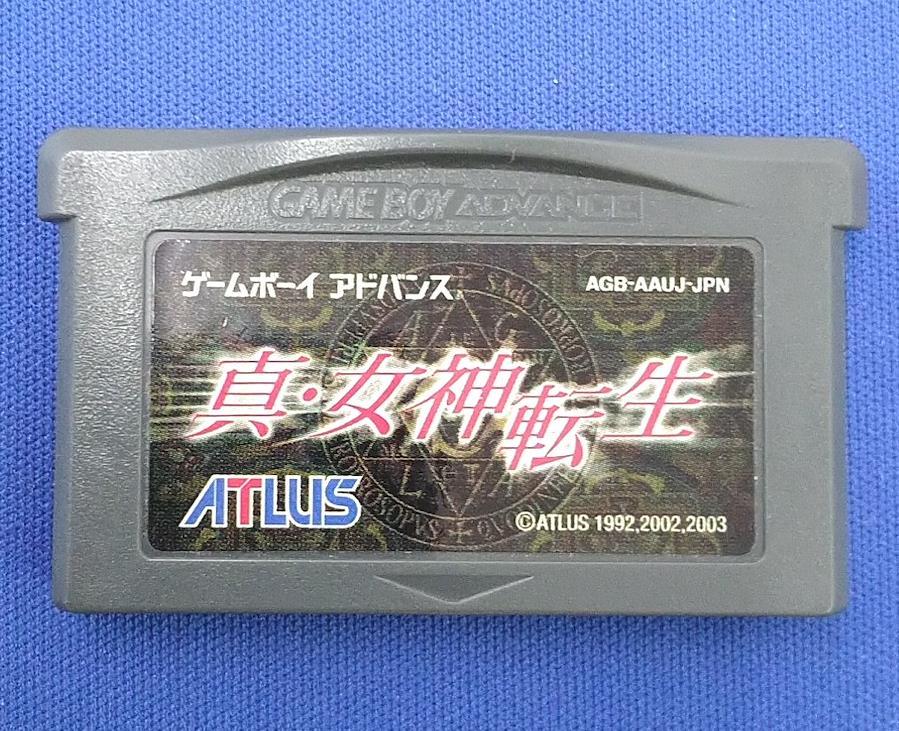 GAME BOY ADVANCE
ゲームボーイ アドバンス
AGB-AAUJ-JPN
真・女神転生
ATLUS
©ATLUS 1992,2002,2003